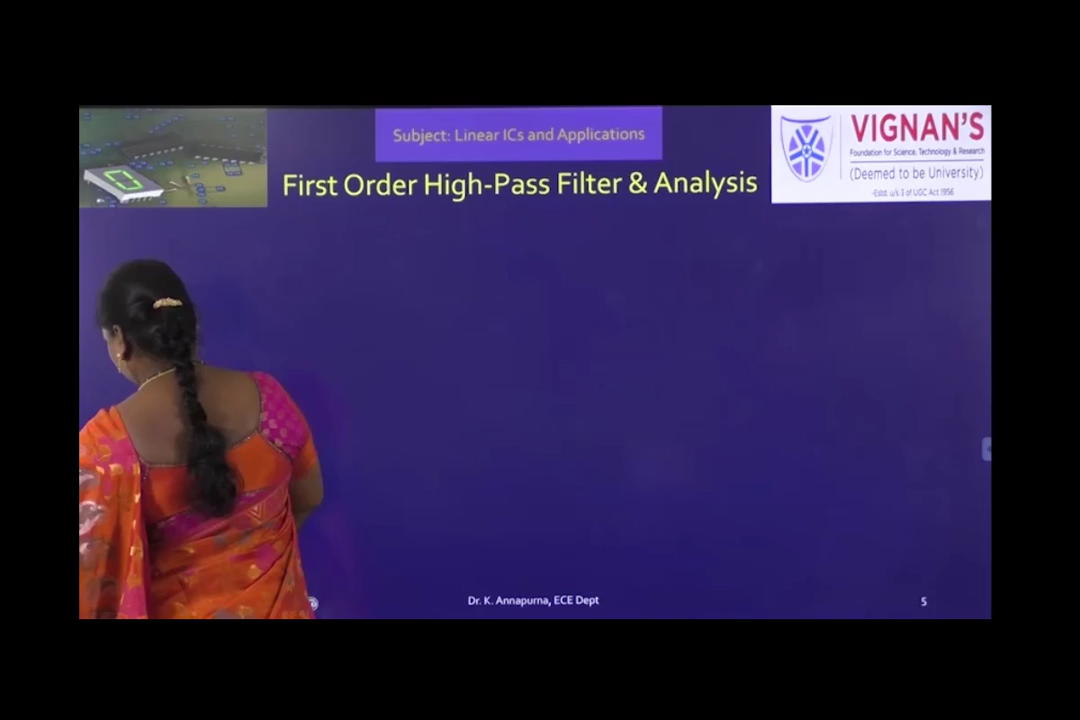 Subject: Linear ICs and Applications
First Order High-Pass Filter & Analysis
VIGNAN'S
Foundation for Science, Technology & Research
(Deemed to be University)
-Estd. u/s 3 of UGC Act 1956
Dr. K. Annapurna, ECE Dept
5